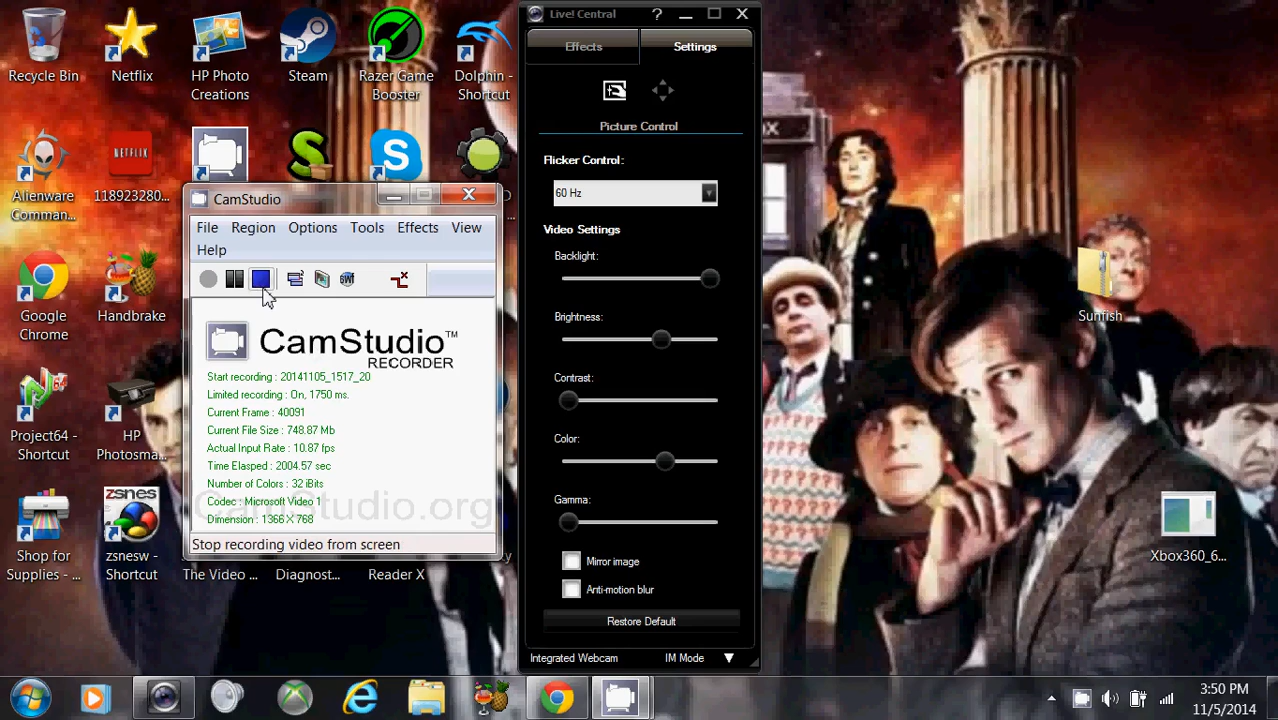 Recycle Bin
Netflix
HP Photo
Creations
Steam
Razer Game
Booster
Dolphin -
Shortcut
Alienware
Comman...
NETFLIX
118923280...
Google
Chrome
Handbrake
Project64 -
Shortcut
HP
Photosma...
Shop for
Supplies - ...
ZSNES
zsnesw -
Shortcut
The Video ...
Diagnost...
Reader X
CamStudio
File
Region
Options
Tools
Effects
View
Help
CamStudio™
RECORDER
Start recording : 20141105_1517_20
Limited recording : On, 1750 ms.
Current Frame : 40091
Current File Size : 748.87 Mb
Actual Input Rate : 10.87 fps
Time Elasped : 2004.57 sec
Number of Colors : 32 iBits
Codec : Microsoft Video 1
CamStudio.org
Dimension : 1366 X 768
Stop recording video from screen
Live! Central
?
Effects
Settings
Picture Control
Flicker Control:
60 Hz
Video Settings
Backlight:
Brightness:
Contrast:
Color:
Gamma:
Mirror image
Anti-motion blur
Restore Default
Integrated Webcam
IM Mode
Sunfish
Xbox360_6...
3:50 PM
11/5/2014